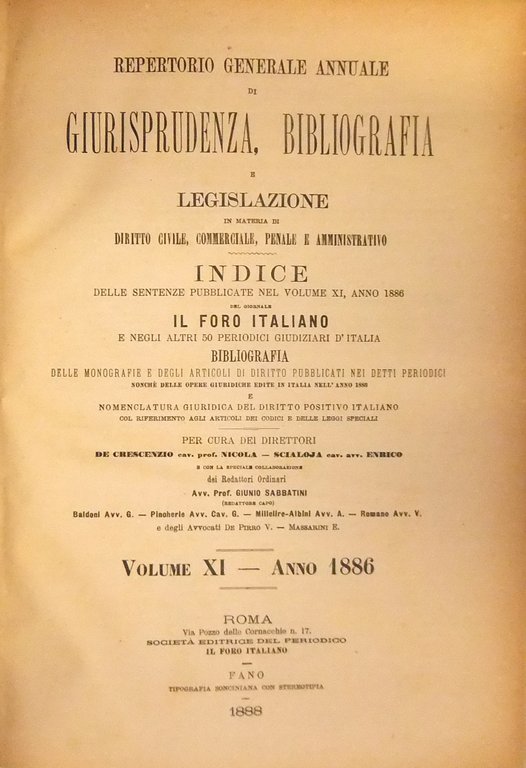 REPERTORIO GENERALE ANNUALE
DI
GIURISPRUDENZA, BIBLIOGRAFIA
E
LEGISLAZIONE
IN MATERIA DI
DIRITTO CIVILE, COMMERCIALE, PENALE E AMMINISTRATIVO
INDICE
DELLE SENTENZE PUBBLICATE NEL VOLUME XI, ANNO 1886
DEL GIORNALE
IL FORO ITALIANO
E NEGLI ALTRI 50 PERIODICI GIUDIZIARI D'ITALIA
BIBLIOGRAFIA
DELLE MONOGRAFIE E DEGLI ARTICOLI DI DIRITTO PUBBLICATI NEI DETTI PERIODICI
NONCHÈ DELLE OPERE GIURIDICHE EDITE IN ITALIA NELL'ANNO 1886
E
NOMENCLATURA GIURIDICA DEL DIRITTO POSITIVO ITALIANO
COL RIFERIMENTO AGLI ARTICOLI DEI CODICI E DELLE LEGGI SPECIALI
PER CURA DEI DIRETTORI
DE CRESCENZIO cav. prof. NICOLA — SCIALOJA cav. avv. ENRICO
E CON LA SPECIALE COLLABORAZIONE
dei Redattori Ordinari
Avv. Prof. GIUNIO SABBATINI
(REDATTORE CAPO)
Baldoni Avv. G. — Pincherle Avv. Cav. G. — Millelire-Albini Avv. A. — Romano Avv. V.
e degli Avvocati DE PIRRO V. — MASSARINI E.
VOLUME XI — ANNO 1886
ROMA
Via Pozzo delle Cornacchie n. 17.
SOCIETÀ EDITRICE DEL PERIODICO
IL FORO ITALIANO
FANO
TIPOGRAFIA SONCINIANA CON STEREOTIPIA
1888